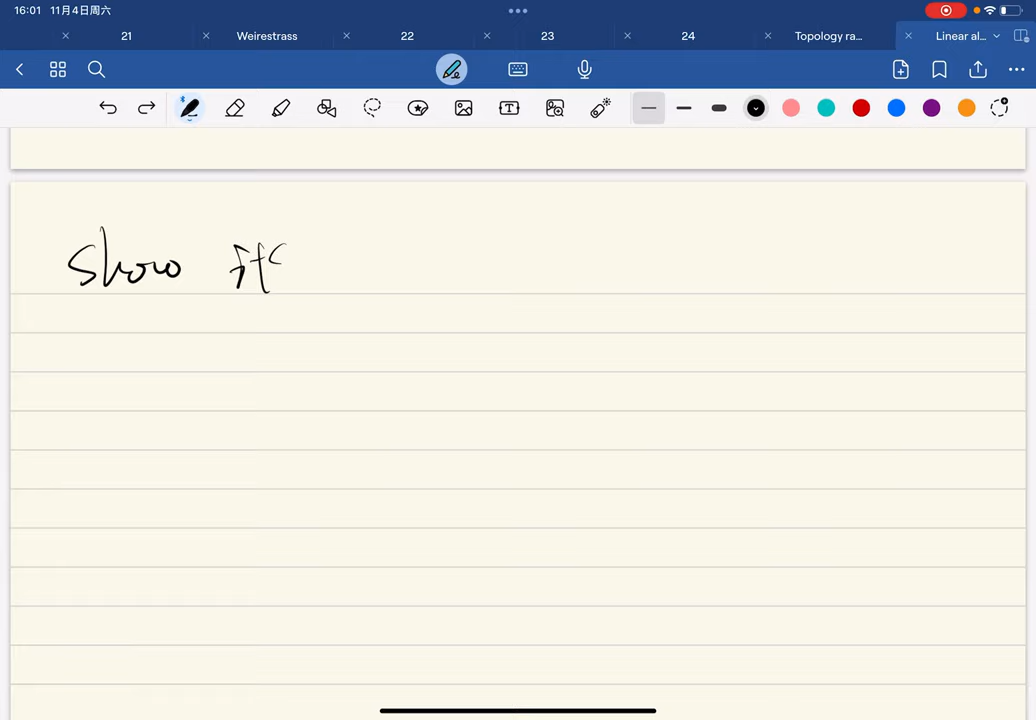 16:01 11月4日周六
21 Weirestrass 22 23 24 Topology ra... Linear al...
T
show